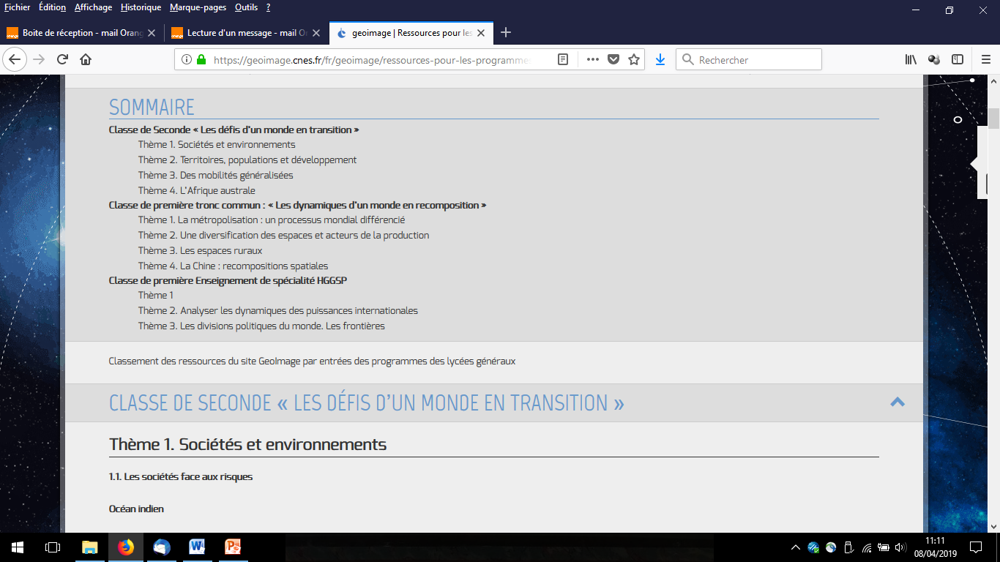 Fichier Édition Affichage Historique Marque-pages Outils ?
Boite de réception - mail Orang
Lecture d'un message - mail O
geoimage | Ressources pour les
https://geoimage.cnes.fr/fr/geoimage/ressources-pour-les-programmes
Rechercher
SOMMAIRE
Classe de Seconde « Les défis d'un monde en transition »
Thème 1. Sociétés et environnements
Thème 2. Territoires, populations et développement
Thème 3. Des mobilités généralisées
Thème 4. L'Afrique australe
Classe de première tronc commun : « Les dynamiques d'un monde en recomposition »
Thème 1. La métropolisation : un processus mondial différencié
Thème 2. Une diversification des espaces et acteurs de la production
Thème 3. Les espaces ruraux
Thème 4. La Chine : recompositions spatiales
Classe de première Enseignement de spécialité HGGSP
Thème 1
Thème 2. Analyser les dynamiques des puissances internationales
Thème 3. Les divisions politiques du monde. Les frontières
Classement des ressources du site GeoImage par entrées des programmes des lycées généraux
CLASSE DE SECONDE « LES DÉFIS D'UN MONDE EN TRANSITION »
Thème 1. Sociétés et environnements
1.1. Les sociétés face aux risques
Océan indien
11:11
08/04/2019